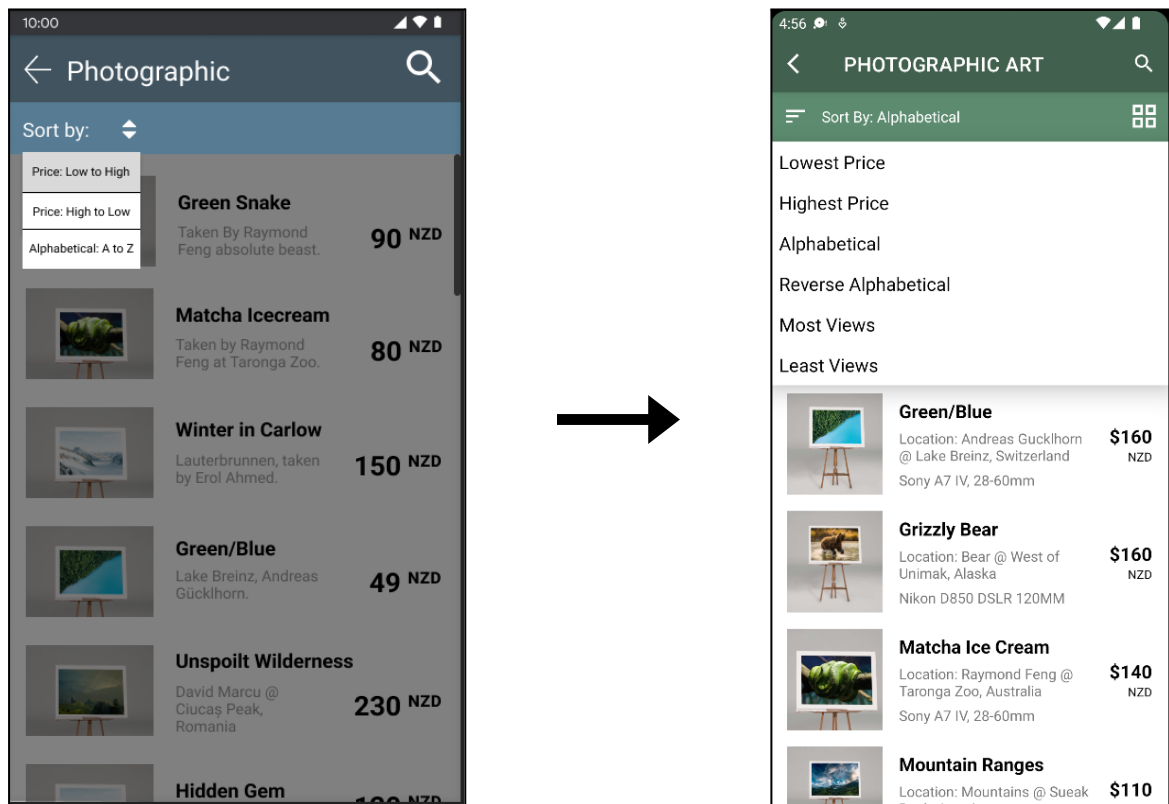 10:00
Photographic
Sort by:
Price: Low to High
Price: High to Low
Alphabetical: A to Z
Green Snake
Taken By Raymond
Feng absolute beast.
90 NZD
Matcha Icecream
Taken by Raymond
Feng at Taronga Zoo.
80 NZD
Winter in Carlow
Lauterbrunnen, taken
by Erol Ahmed.
150 NZD
Green/Blue
Lake Breinz, Andreas
Gücklhorn.
49 NZD
Unspoilt Wilderness
David Marcu @
Ciucaș Peak,
Romania
230 NZD
Hidden Gem
NZD
4:56
PHOTOGRAPHIC ART
Sort By: Alphabetical
Lowest Price
Highest Price
Alphabetical
Reverse Alphabetical
Most Views
Least Views
Green/Blue
Location: Andreas Gucklhorn
@ Lake Breinz, Switzerland
Sony A7 IV, 28-60mm
$160
NZD
Grizzly Bear
Location: Bear @ West of
Unimak, Alaska
Nikon D850 DSLR 120MM
$160
NZD
Matcha Ice Cream
Location: Raymond Feng @
Taronga Zoo, Australia
Sony A7 IV, 28-60mm
$140
NZD
Mountain Ranges
Location: Mountains @ Sueak
$110